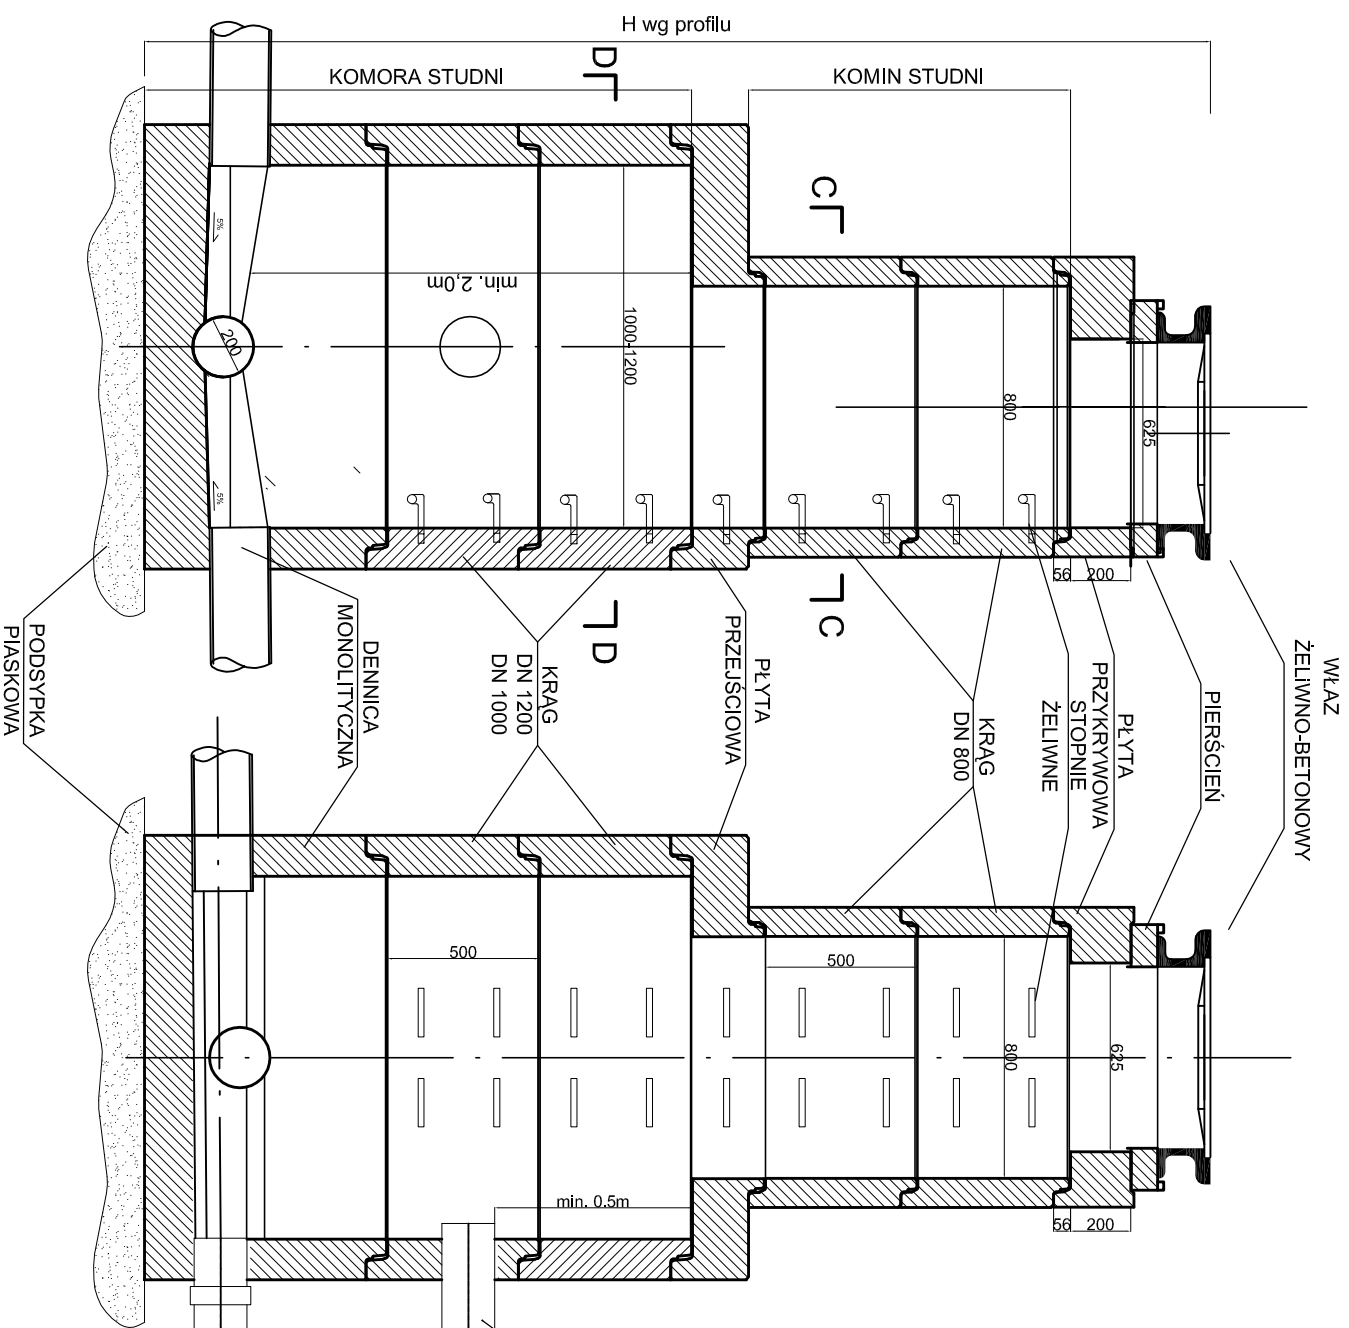 H wg profilu
KOMORA STUDNI
KOMIN STUDNI
D
C
5%
min. 2,0m
200
1000-1200
800
625
5%
56
200
D
C
WŁAZ
ŻELIWNO-BETONOWY
PIERŚCIEŃ
PŁYTA
PRZYKRYWOWA
STOPNIE
ŻELIWNE
KRĄG
DN 800
PŁYTA
PRZEJŚCIOWA
KRĄG
DN 1200
DN 1000
DENNICA
MONOLITYCZNA
PODSYPKA
PIASKOWA
500
500
800
625
min. 0.5m
56
200